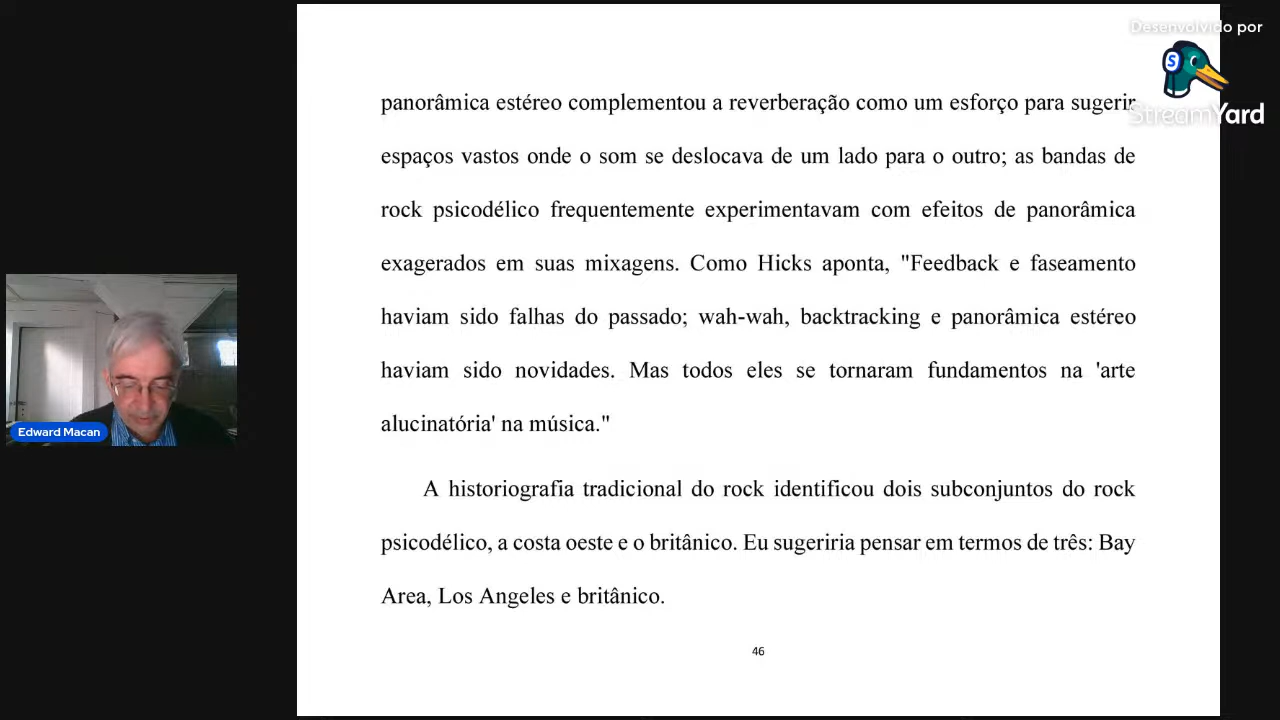 Desenvolvido por
StreamYard
panorâmica estéreo complementou a reverberação como um esforço para sugerir
espaços vastos onde o som se deslocava de um lado para o outro; as bandas de
rock psicodélico frequentemente experimentavam com efeitos de panorâmica
exagerados em suas mixagens. Como Hicks aponta, "Feedback e faseamento
haviam sido falhas do passado; wah-wah, backtracking e panorâmica estéreo
haviam sido novidades. Mas todos eles se tornaram fundamentos na 'arte
alucinatória' na música."
A historiografia tradicional do rock identificou dois subconjuntos do rock
psicodélico, a costa oeste e o britânico. Eu sugeriria pensar em termos de três: Bay
Area, Los Angeles e britânico.
46
Edward Macan